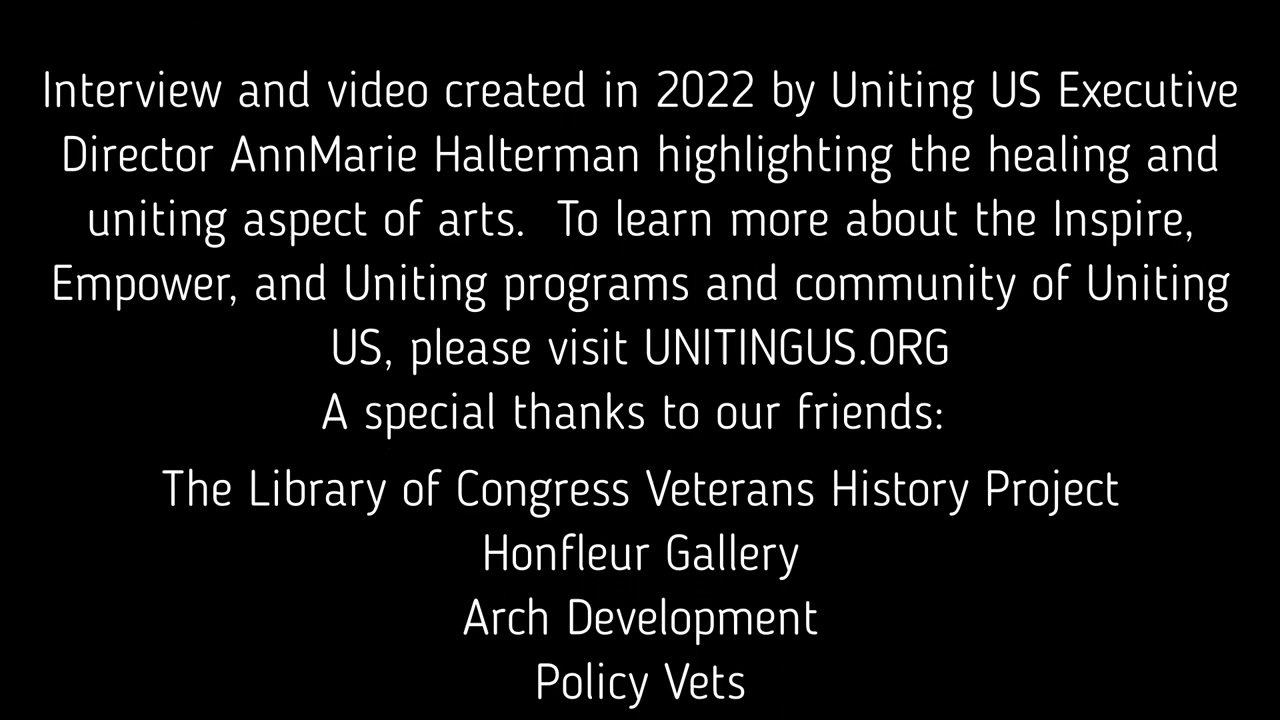 Interview and video created in 2022 by Uniting US Executive
Director AnnMarie Halterman highlighting the healing and
uniting aspect of arts.  To learn more about the Inspire,
Empower, and Uniting programs and community of Uniting
US, please visit UNITINGUS.ORG
A special thanks to our friends:
The Library of Congress Veterans History Project
Honfleur Gallery
Arch Development
Policy Vets